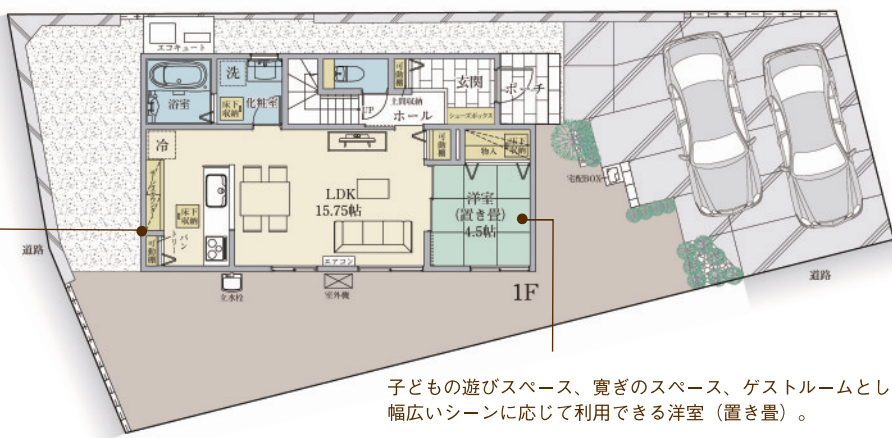 エコキュート
浴室
洗
化粧室
床下
収納
UP
可動棚
土間収納
ホール
玄関
シューズボックス
ポーチ
冷
床下
収納
パン
トリー
可動棚
LDK
15.75帖
エアコン
可動棚
物入
床下
収納
洋室
(置き畳)
4.5帖
宅配BOX
道路
道路
立水栓
室外機
1F
子どもの遊びスペース、寛ぎのスペース、ゲストルームとし
幅広いシーンに応じて利用できる洋室（置き畳）。